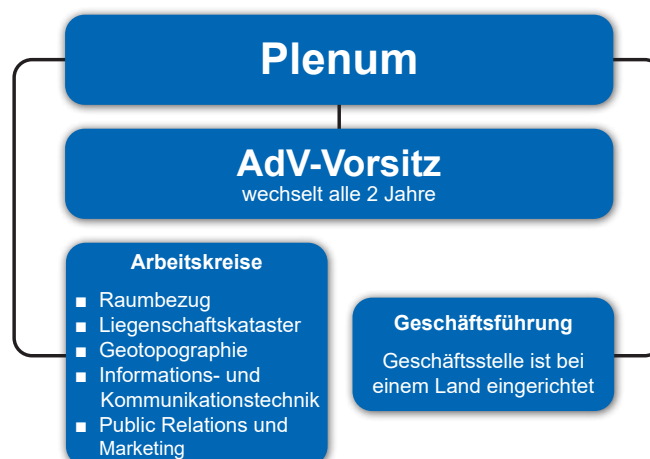 Plenum
AdV-Vorsitz
wechselt alle 2 Jahre
Arbeitskreise
■ Raumbezug
■ Liegenschaftskataster
■ Geotopographie
■ Informations- und
Kommunikationstechnik
■ Public Relations und
Marketing
Geschäftsführung
Geschäftsstelle ist bei
einem Land eingerichtet